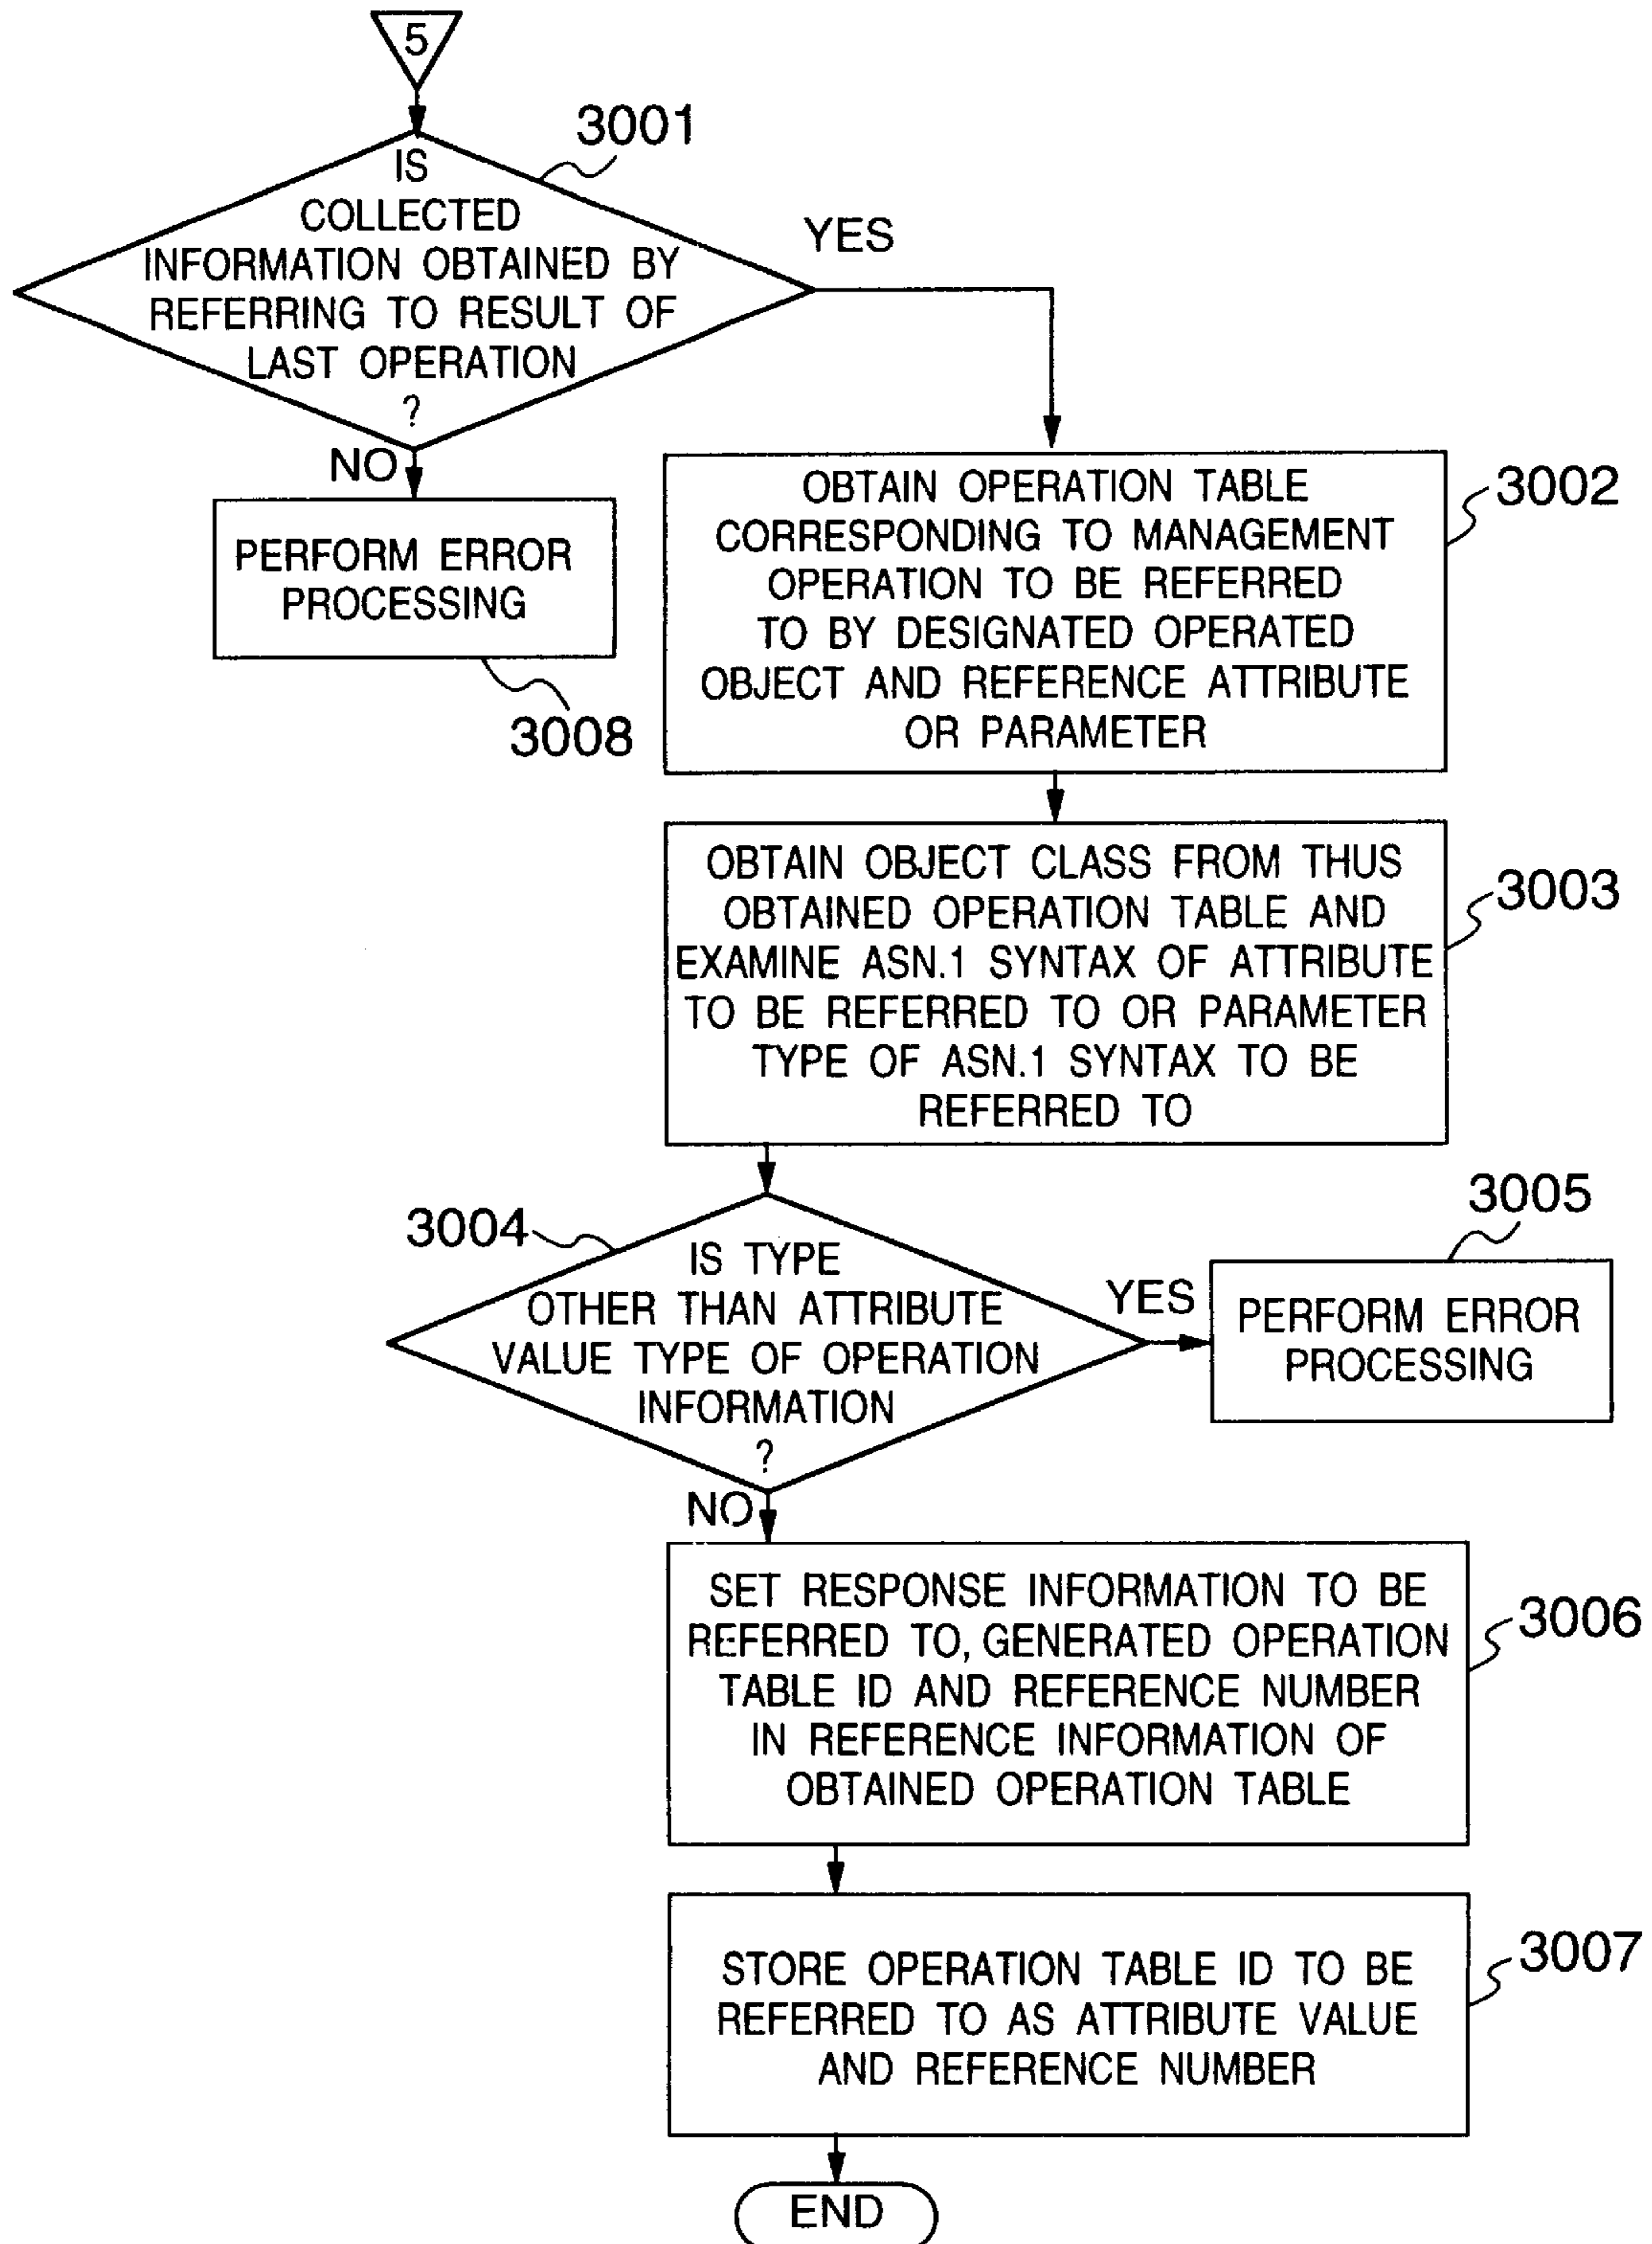 5
3001
IS
COLLECTED
INFORMATION OBTAINED BY
REFERRING TO RESULT OF
LAST OPERATION
?
YES
NO
PERFORM ERROR
PROCESSING
3008
OBTAIN OPERATION TABLE
CORRESPONDING TO MANAGEMENT
OPERATION TO BE REFERRED
TO BY DESIGNATED OPERATED
OBJECT AND REFERENCE ATTRIBUTE
OR PARAMETER
3002
OBTAIN OBJECT CLASS FROM THUS
OBTAINED OPERATION TABLE AND
EXAMINE ASN.1 SYNTAX OF ATTRIBUTE
TO BE REFERRED TO OR PARAMETER
TYPE OF ASN.1 SYNTAX TO BE
REFERRED TO
3003
3004
IS TYPE
OTHER THAN ATTRIBUTE
VALUE TYPE OF OPERATION
INFORMATION
?
YES
3005
PERFORM ERROR
PROCESSING
NO
SET RESPONSE INFORMATION TO BE
REFERRED TO, GENERATED OPERATION
TABLE ID AND REFERENCE NUMBER
IN REFERENCE INFORMATION OF
OBTAINED OPERATION TABLE
3006
STORE OPERATION TABLE ID TO BE
REFERRED TO AS ATTRIBUTE VALUE
AND REFERENCE NUMBER
3007
END